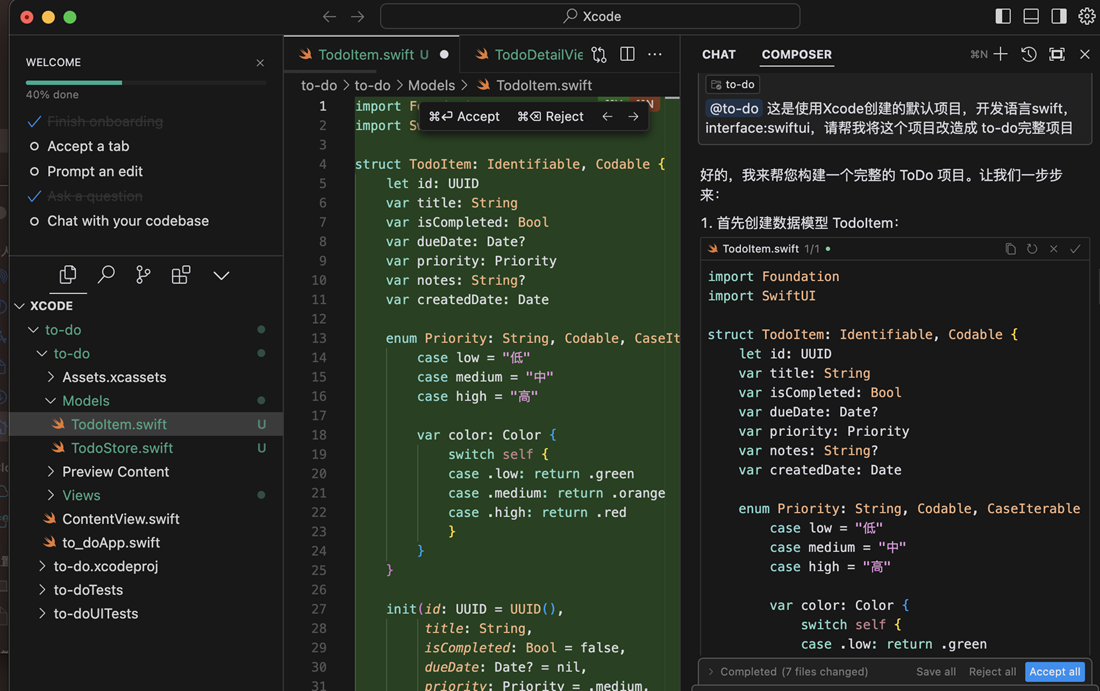 Xcode
WELCOME
40% done
Finish onboarding
Accept a tab
Prompt an edit
Ask a question
Chat with your codebase
XCODE
to-do
to-do
Assets.xcassets
Models
TodoItem.swift U
TodoStore.swift U
Preview Content
Views
ContentView.swift
to_doApp.swift
to-do.xcodeproj
to-doTests
to-doUITests
TodoItem.swift U
TodoDetailVie
to-do > to-do > Models > TodoItem.swift
⌘⏎ Accept ⌘⌫ Reject ← →
1 import F
2 import S
3
4 struct TodoItem: Identifiable, Codable {
5 let id: UUID
6 var title: String
7 var isCompleted: Bool
8 var dueDate: Date?
9 var priority: Priority
10 var notes: String?
11 var createdDate: Date
12
13 enum Priority: String, Codable, CaseIt
14 case low = "低"
15 case medium = "中"
16 case high = "高"
17
18 var color: Color {
19 switch self {
20 case .low: return .green
21 case .medium: return .orange
22 case .high: return .red
23 }
24 }
25 }
26
27 init(id: UUID = UUID(),
28 title: String,
29 isCompleted: Bool = false,
30 dueDate: Date? = nil,
31 priority: Priority = .medium,
CHAT COMPOSER ⌘N
to-do
@to-do 这是使用Xcode创建的默认项目，开发语言swift，
interface:swiftui，请帮我将这个项目改造成 to-do完整项目
好的，我来帮您构建一个完整的 ToDo 项目。让我们一步步
来：
1. 首先创建数据模型 TodoItem：
TodoItem.swift 1/1
import Foundation
import SwiftUI
struct TodoItem: Identifiable, Codable {
let id: UUID
var title: String
var isCompleted: Bool
var dueDate: Date?
var priority: Priority
var notes: String?
var createdDate: Date
enum Priority: String, Codable, CaseIterable
case low = "低"
case medium = "中"
case high = "高"
var color: Color {
switch self {
case .low: return .green
Completed (7 files changed) Save all Reject all Accept all